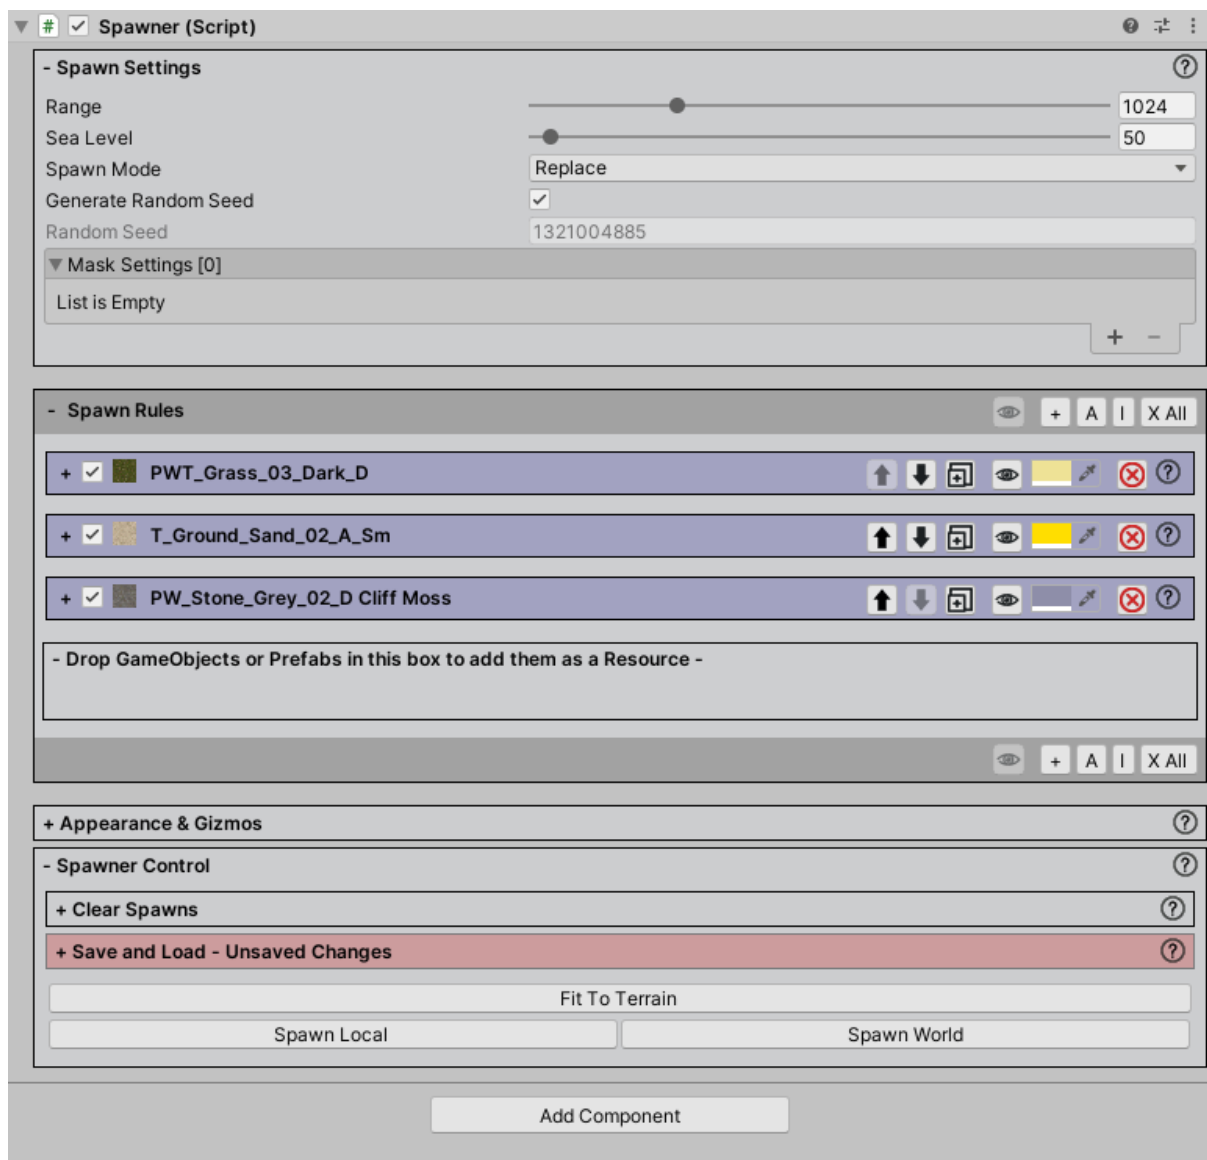 Spawner (Script)
- Spawn Settings
Range 1024
Sea Level 50
Spawn Mode Replace
Generate Random Seed
Random Seed 1321004885
Mask Settings [0]
List is Empty
+ -
- Spawn Rules + A I X All
+ PWT_Grass_03_Dark_D
+ T_Ground_Sand_02_A_Sm
+ PW_Stone_Grey_02_D Cliff Moss
- Drop GameObjects or Prefabs in this box to add them as a Resource -
+ A I X All
+ Appearance & Gizmos
- Spawner Control
+ Clear Spawns
+ Save and Load - Unsaved Changes
Fit To Terrain
Spawn Local Spawn World
Add Component